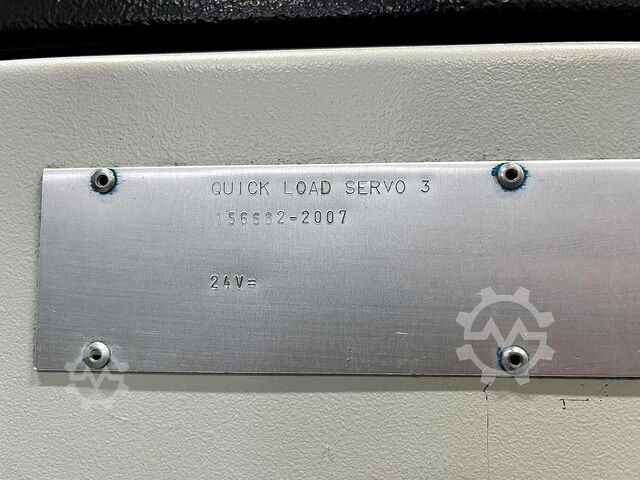 QUICK LOAD SERVO 3
156682-2007
24V=